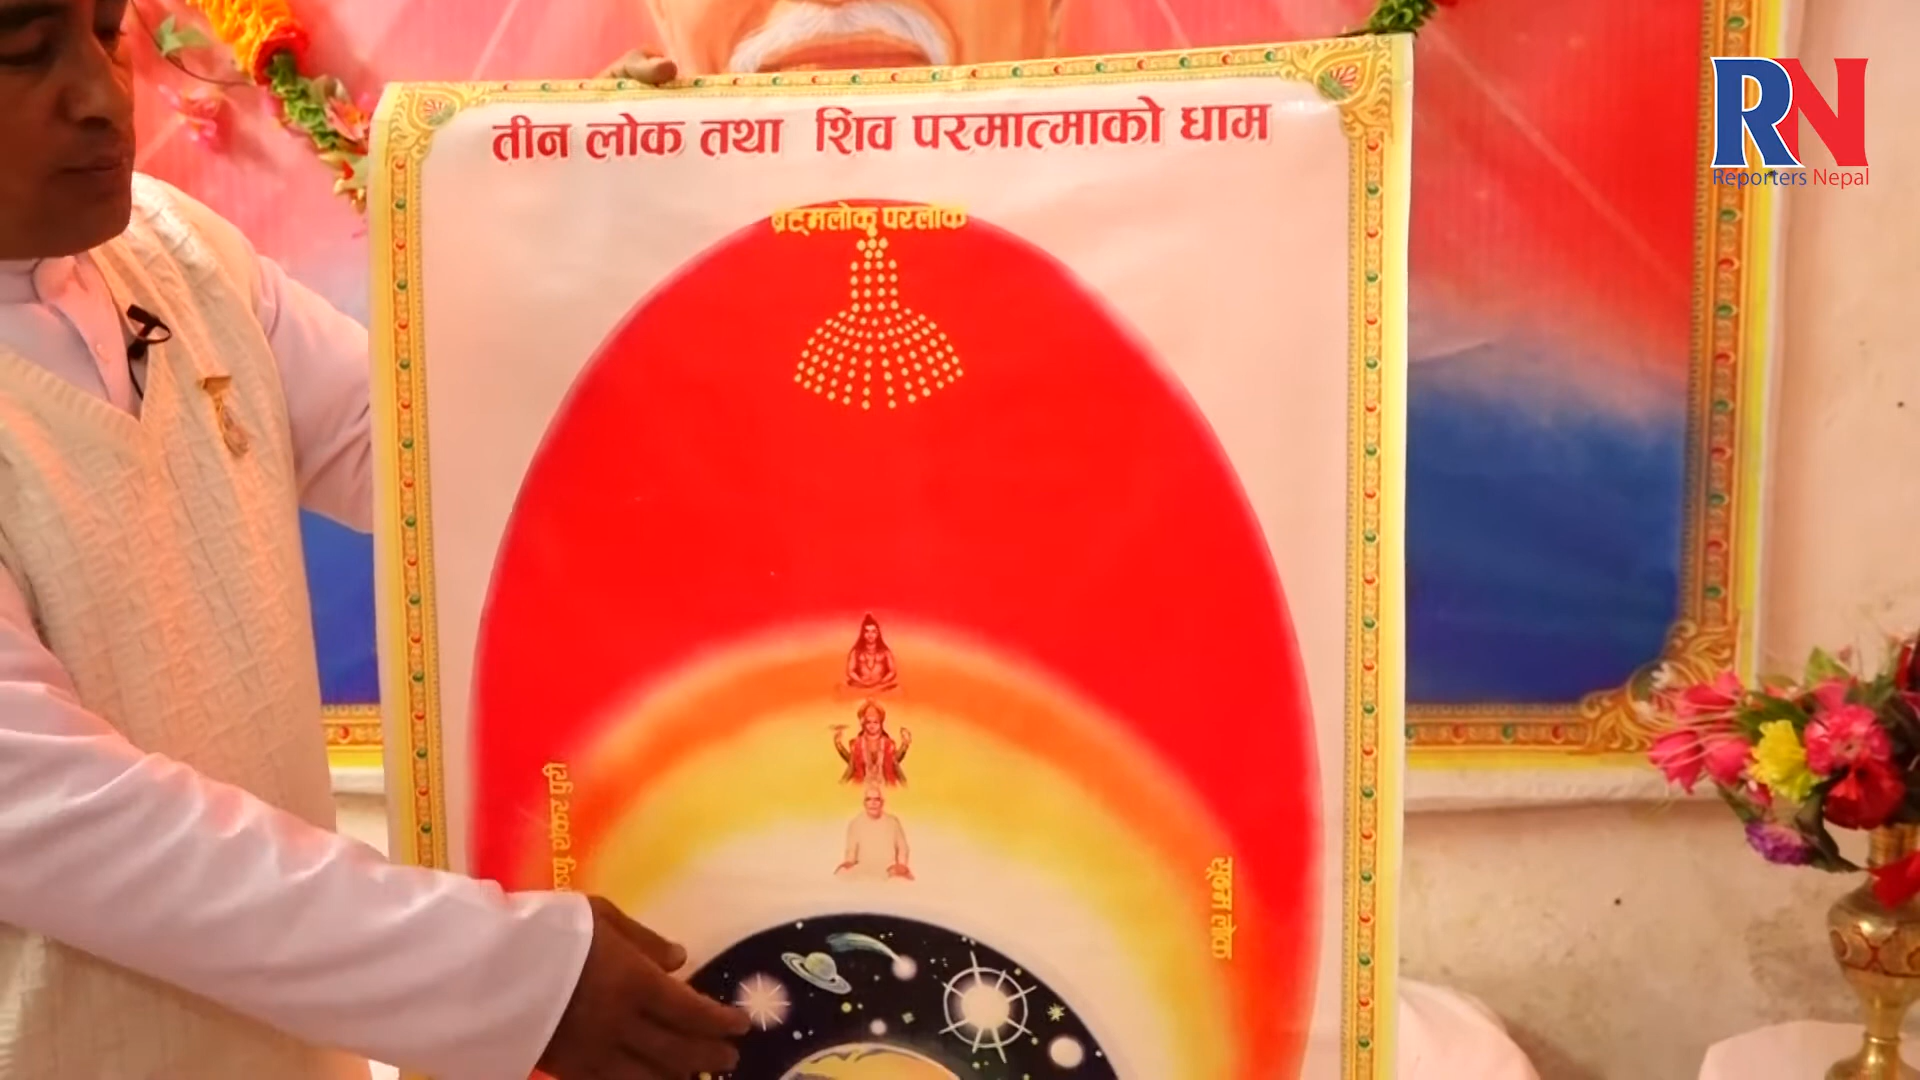 तीन लोक तथा शिव परमात्माको धाम
RN
Reporters Nepal
ब्रह्मलोक परलोक
सूक्ष्म लोक